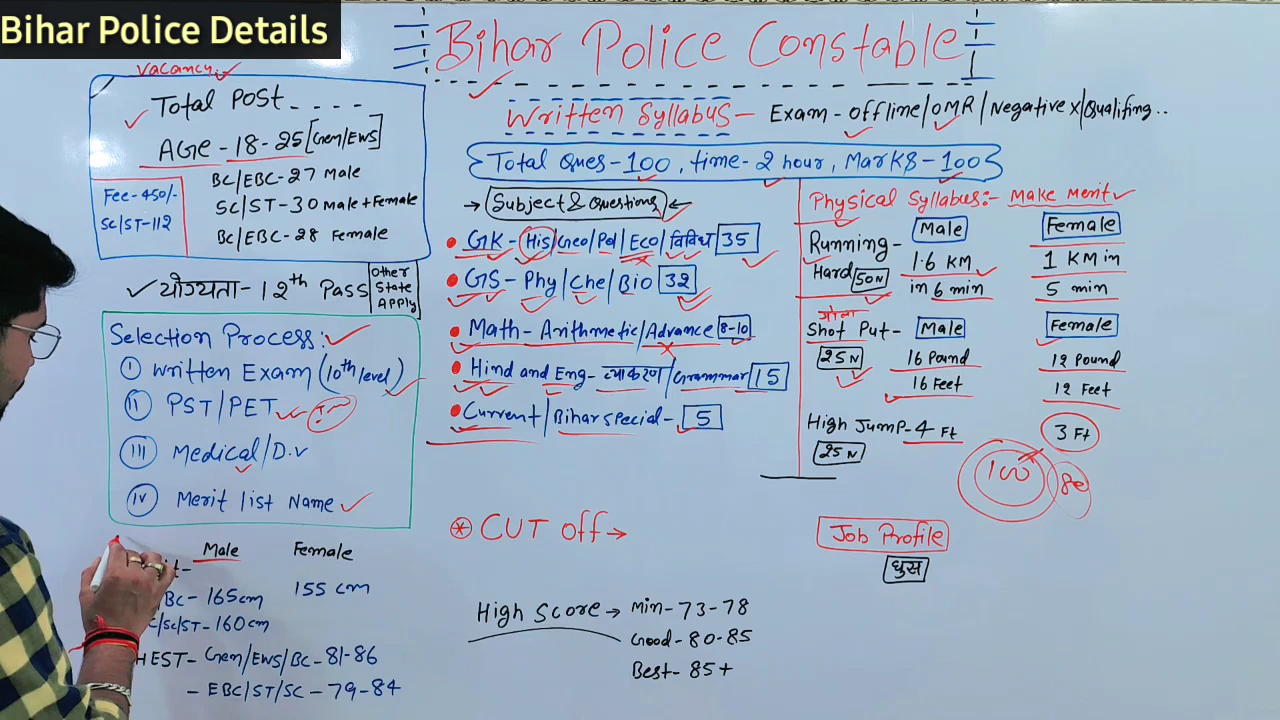 Bihar Police Details
Bihar Police Constable
Vacancy
Total Post - - - -
AGE - 18 - 25 [Gen/EWS]
BC/EBC - 27 Male
SC/ST - 30 Male + Female
BC/EBC - 28 Female
Fee - 450/-
SC/ST - 112
योग्यता - 12th Pass
Other State Apply
Selection Process :-
I Written Exam (10th level)
II PST/PET
III Medical/D.v
IV Merit list Name
Male Female
BC - 165cm 155 cm
/SC/ST - 160cm
HEST - Gen/EWS/BC - 81-86
- EBC/ST/SC - 79-84
Written Syllabus - Exam - offline/OMR/Negative x/Qualifing..
Total Ques - 100, time - 2 hour, Marks - 100
→ Subject & Questions ←
GK - His/Geo/Pol/Eco/विविध 35
GS - Phy/Che/Bio 32
Math - Arithmetic/Advance 8-10
Hind and Eng - व्याकरण/Grammar 15
Current/Bihar special - 5
* CUT off →
High Score → Min - 73-78
Good - 80-85
Best - 85+
Physical Syllabus :- Make Merit
Male Female
Running - 1.6 KM 1 KM in
Hard 50N in 6 min 5 min
गोला
Shot Put - Male Female
25N 16 Pound 12 Pound
16 Feet 12 Feet
High Jump - 4 Ft 3 Ft
25N
100
Job Profile